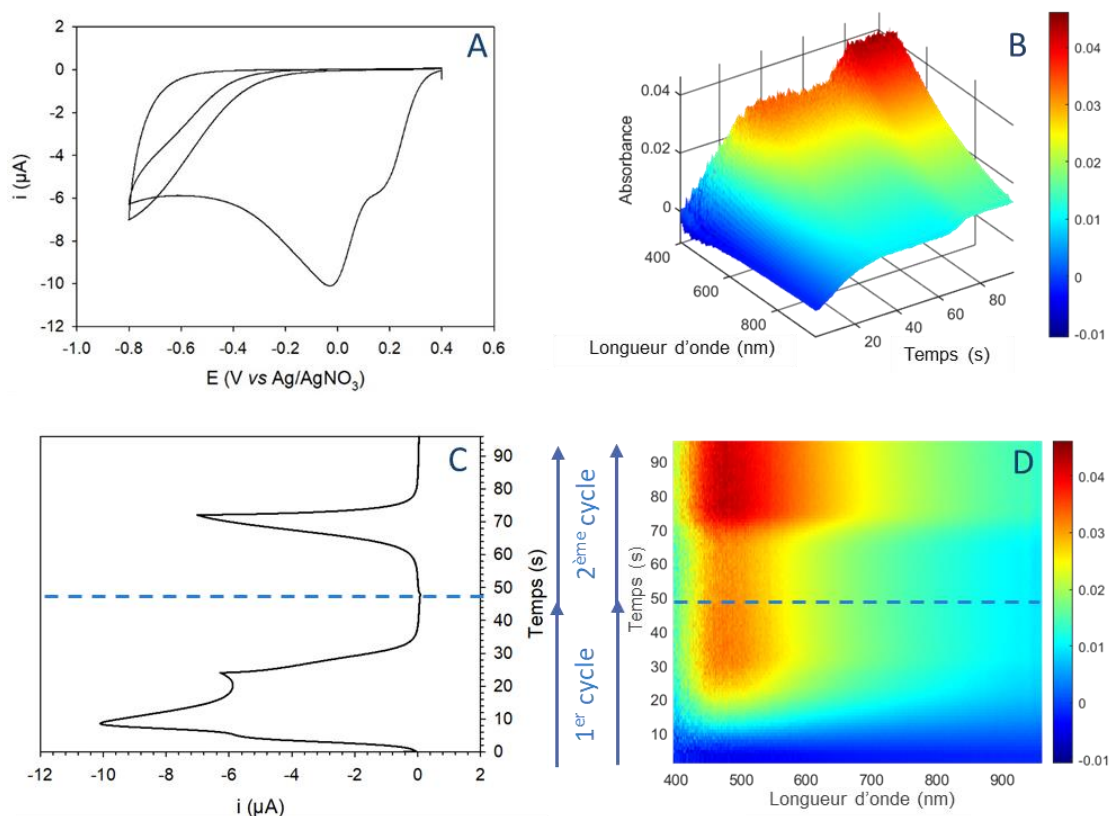 A
2
0
-2
-4
-6
-8
-10
-12
i (µA)
-1.0 -0.8 -0.6 -0.4 -0.2 0.0 0.2 0.4 0.6
E (V vs Ag/AgNO3)
B
0.04
0.02
0
Absorbance
400
600
800
Longueur d'onde (nm)
20
40
60
80
Temps (s)
0.04
0.03
0.02
0.01
0
-0.01
C
90
80
70
60
50
40
30
20
10
0
Temps (s)
-12 -10 -8 -6 -4 -2 0 2
i (µA)
2ème cycle
1er cycle
D
90
80
70
60
50
40
30
20
10
Temps (s)
400 500 600 700 800 900
Longueur d'onde (nm)
0.04
0.03
0.02
0.01
0
-0.01